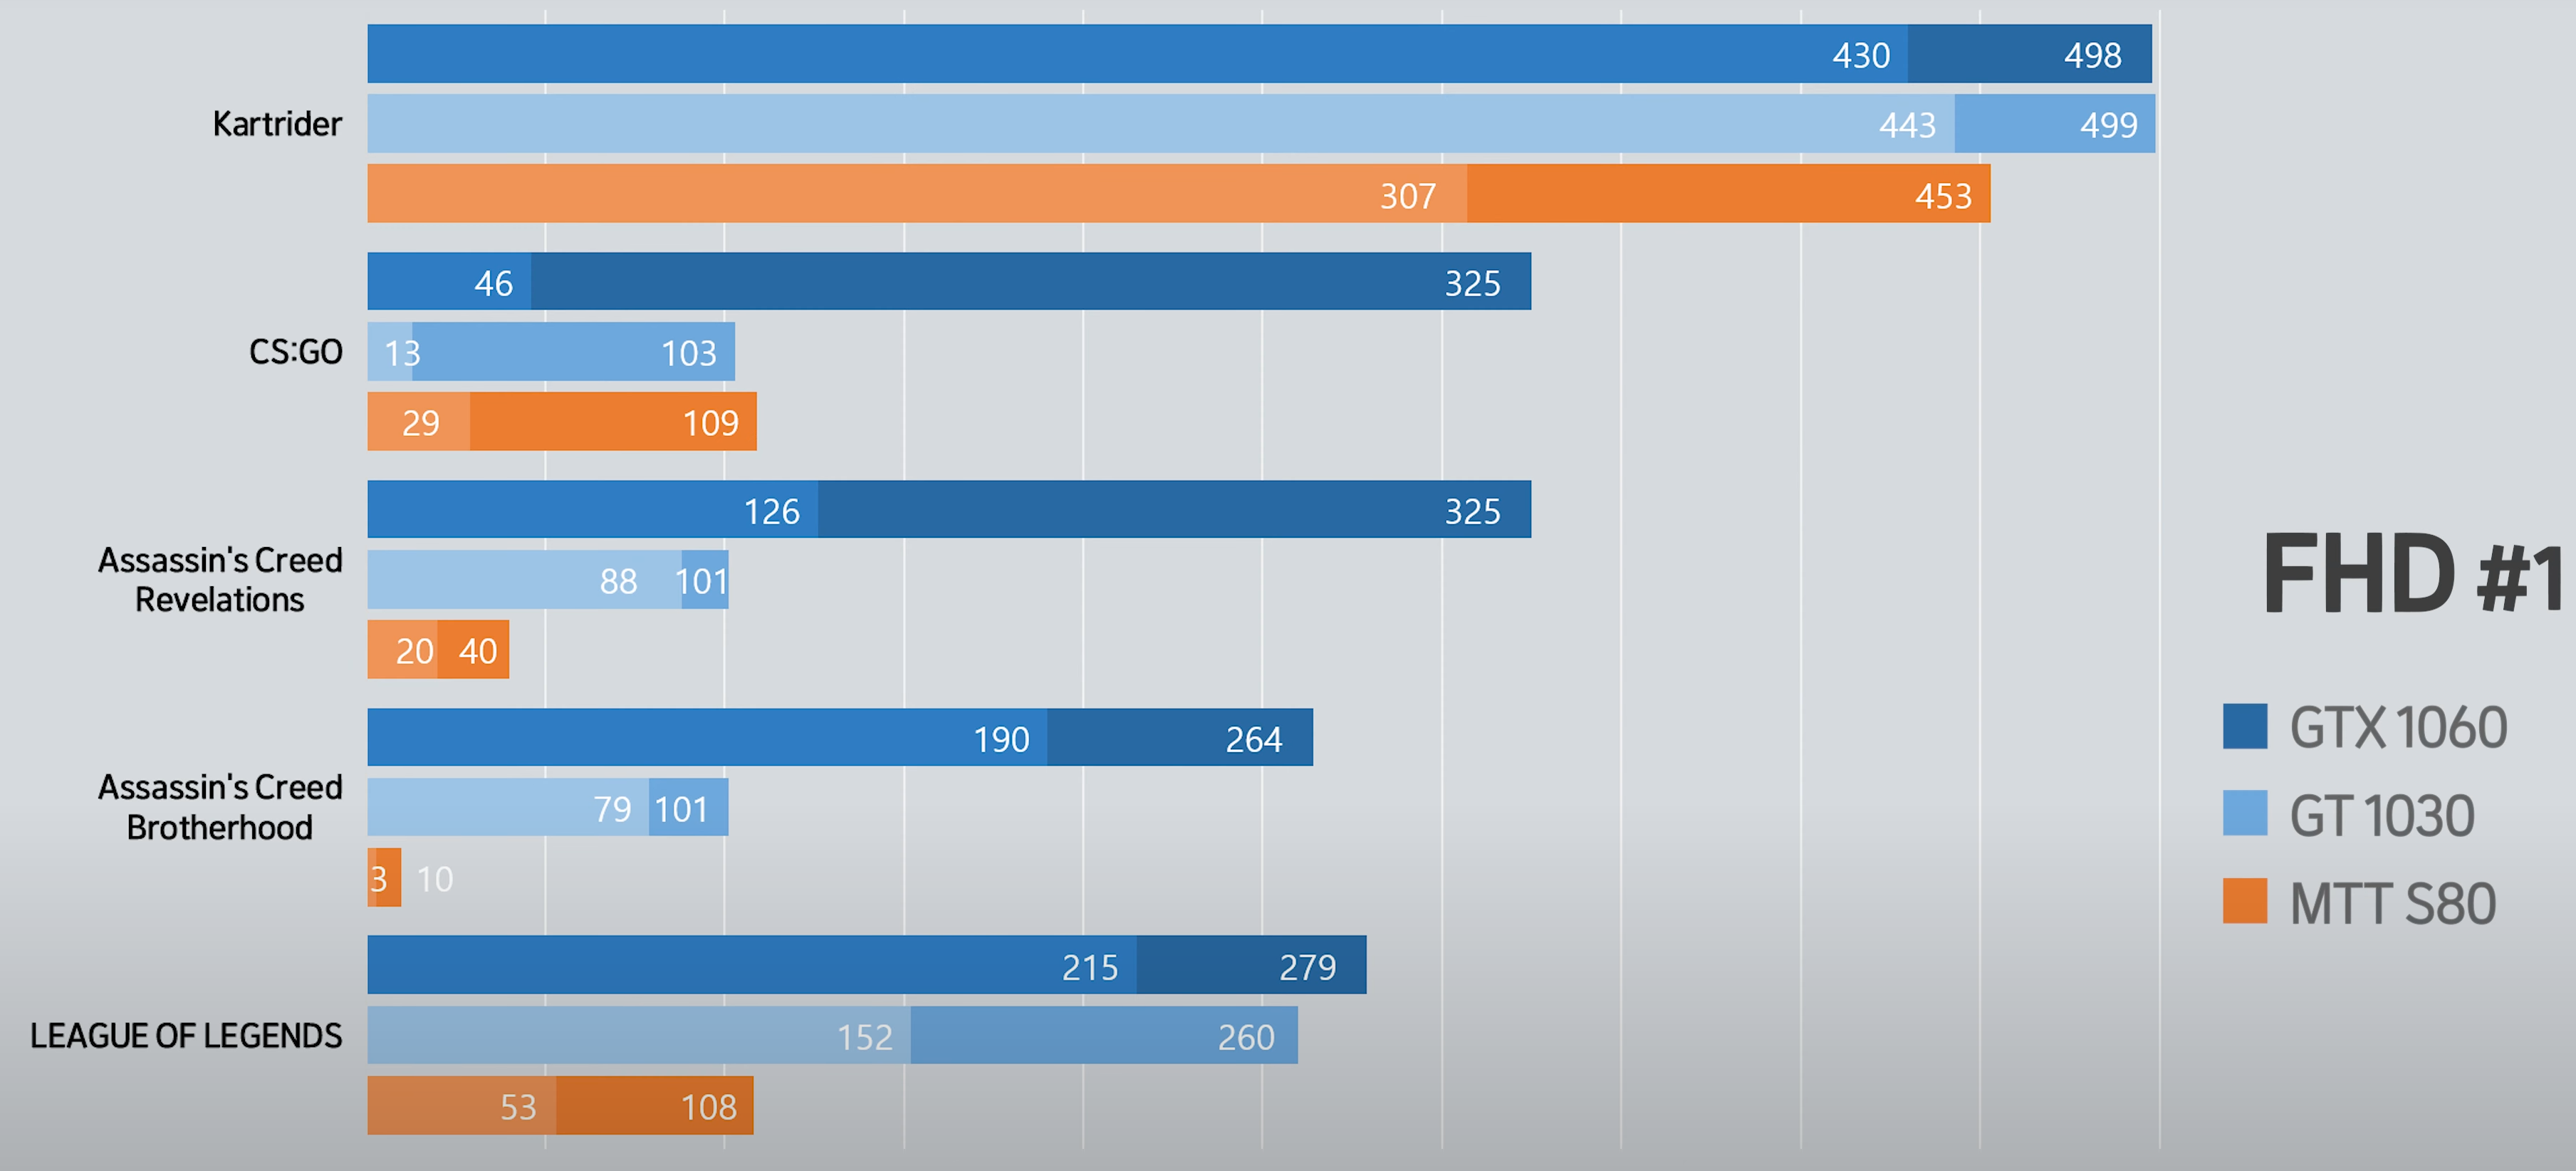 430 498
Kartrider
443 499
307 453
46 325
CS:GO
13 103
29 109
126 325
Assassin's Creed
Revelations
88 101
20 40
190 264
Assassin's Creed
Brotherhood
79 101
3 10
215 279
LEAGUE OF LEGENDS
152 260
53 108
FHD #1
GTX 1060
GT 1030
MTT S80